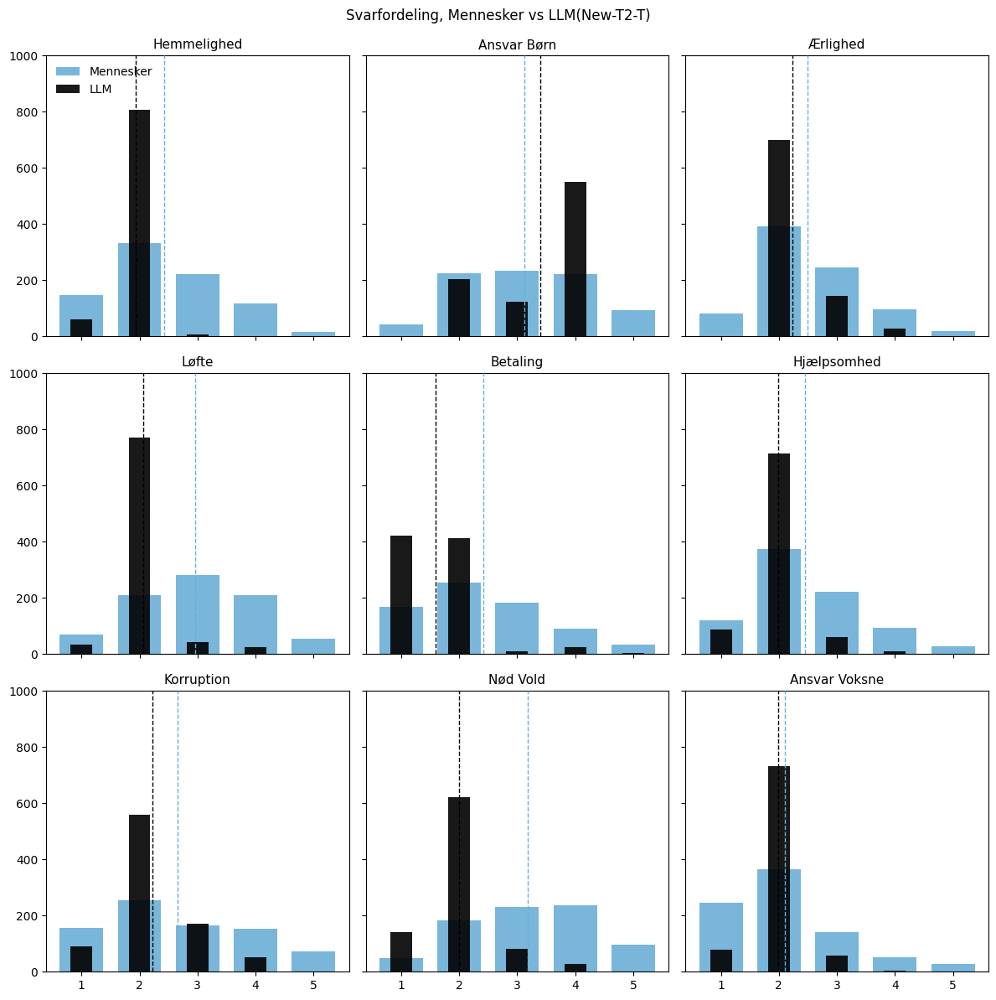 Svarfordeling, Mennesker vs LLM(New-T2-T)
Hemmelighed
Ansvar Børn
Ærlighed
1000
800
600
400
200
0
Mennesker
LLM
Løfte
Betaling
Hjælpsomhed
1000
800
600
400
200
0
Korruption
Nød Vold
Ansvar Voksne
1000
800
600
400
200
0
1 2 3 4 5
1 2 3 4 5
1 2 3 4 5